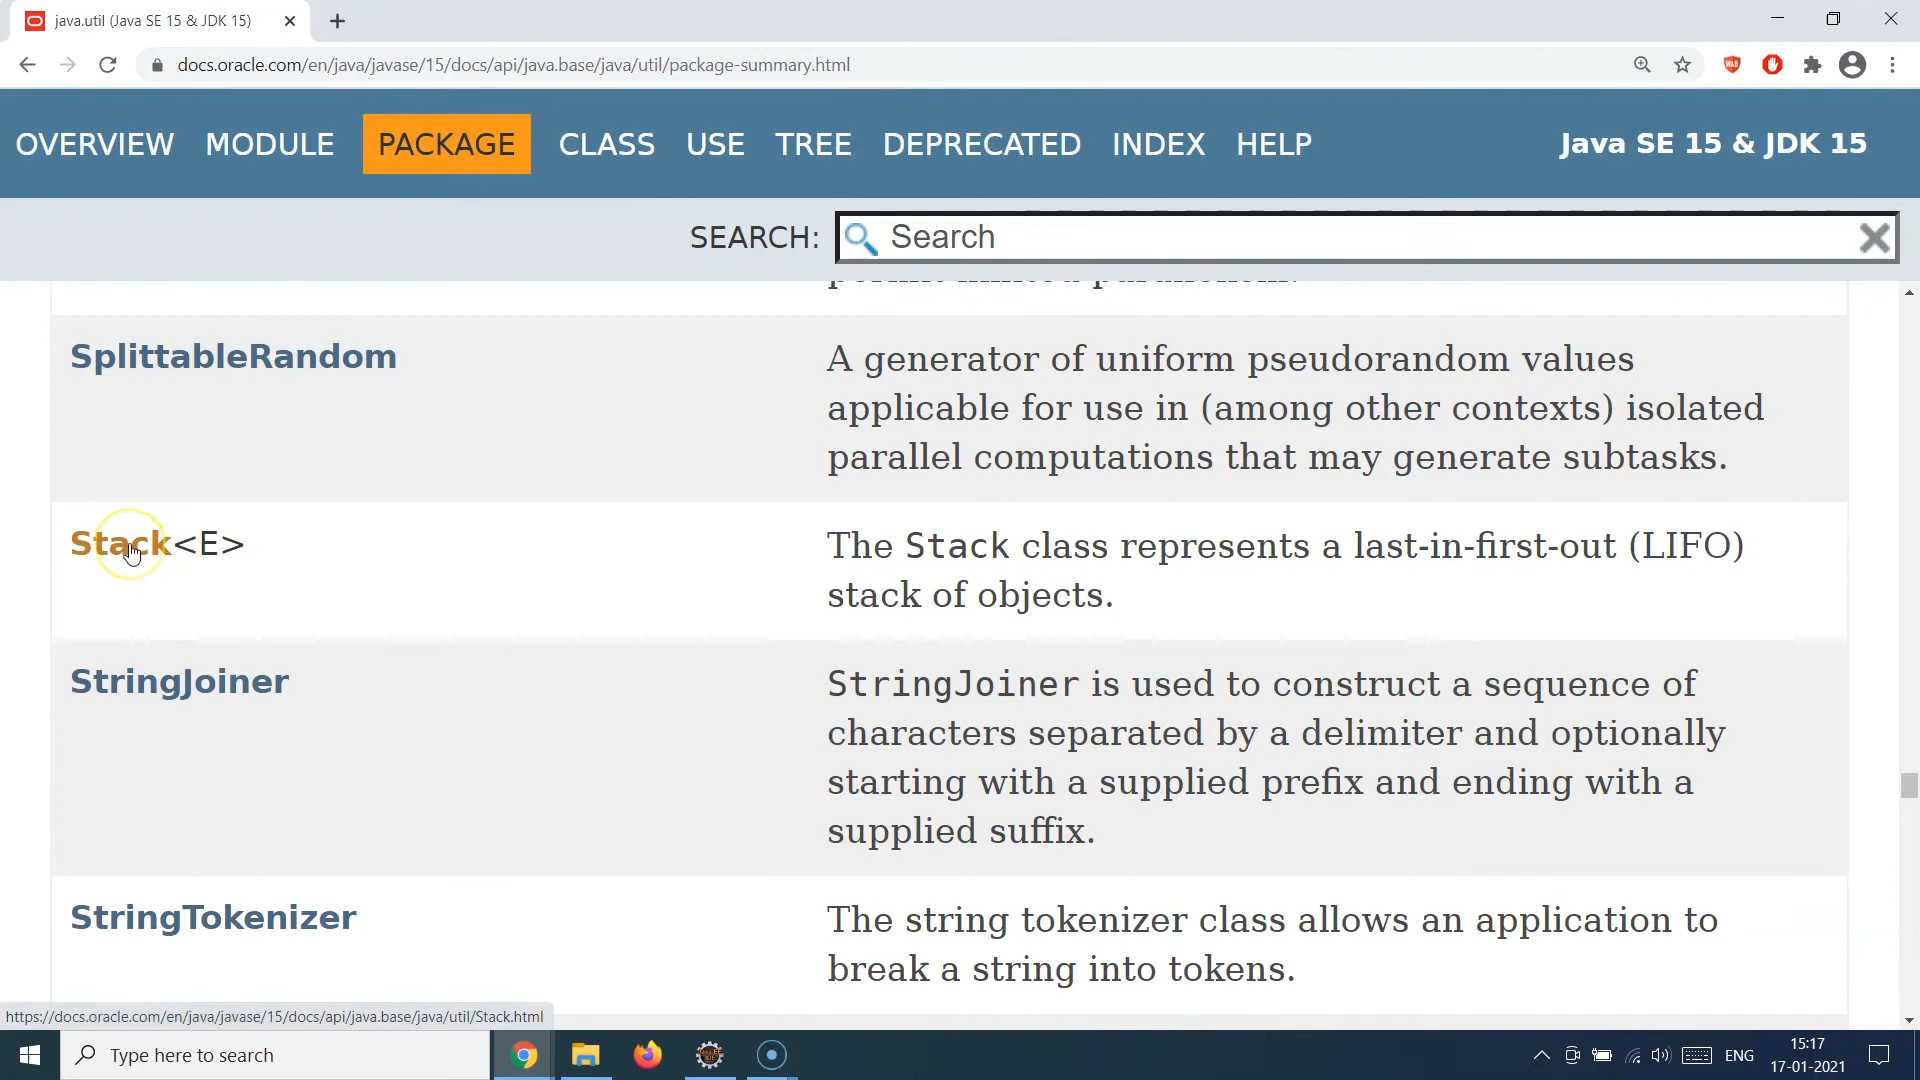 java.util (Java SE 15 & JDK 15)
docs.oracle.com/en/java/javase/15/docs/api/java.base/java/util/package-summary.html
OVERVIEW MODULE PACKAGE CLASS USE TREE DEPRECATED INDEX HELP Java SE 15 & JDK 15
SEARCH: Search
SplittableRandom
A generator of uniform pseudorandom values
applicable for use in (among other contexts) isolated
parallel computations that may generate subtasks.
Stack<E>
The Stack class represents a last-in-first-out (LIFO)
stack of objects.
StringJoiner
StringJoiner is used to construct a sequence of
characters separated by a delimiter and optionally
starting with a supplied prefix and ending with a
supplied suffix.
StringTokenizer
The string tokenizer class allows an application to
break a string into tokens.
https://docs.oracle.com/en/java/javase/15/docs/api/java.base/java/util/Stack.html
Type here to search
ENG
15:17
17-01-2021